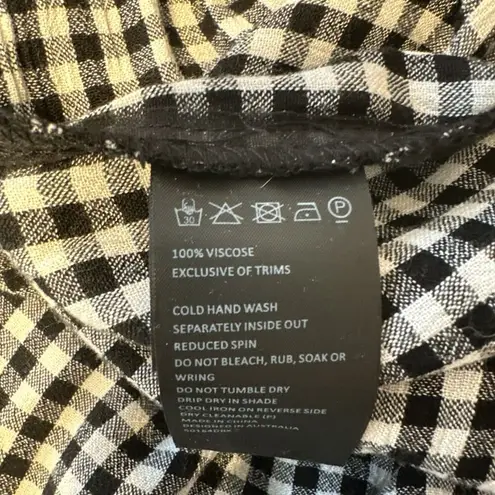 30 P
100% VISCOSE
EXCLUSIVE OF TRIMS
COLD HAND WASH
SEPARATELY INSIDE OUT
REDUCED SPIN
DO NOT BLEACH, RUB, SOAK OR
WRING
DO NOT TUMBLE DRY
DRIP DRY IN SHADE
COOL IRON ON REVERSE SIDE
DRY CLEANABLE (P)
MADE IN CHINA
DESIGNED IN AUSTRALIA